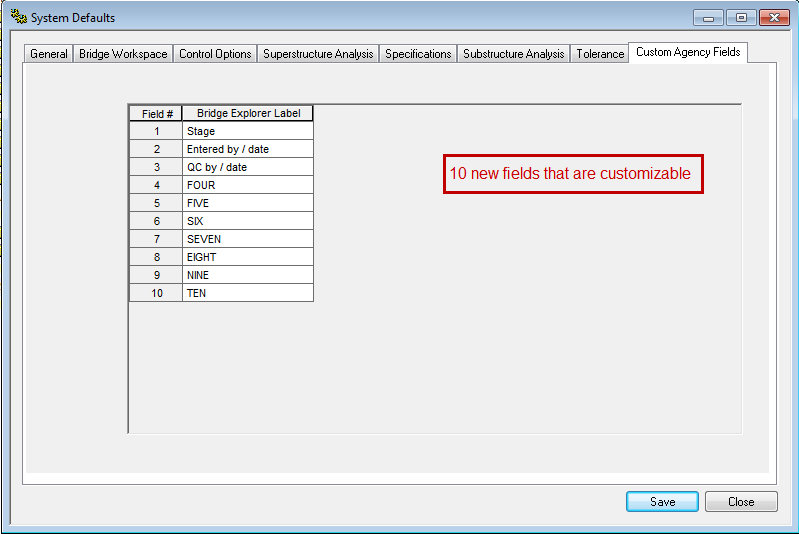 System Defaults
General Bridge Workspace Control Options Superstructure Analysis Specifications Substructure Analysis Tolerance Custom Agency Fields
Field # Bridge Explorer Label
1 Stage
2 Entered by / date
3 QC by / date
4 FOUR
5 FIVE
6 SIX
7 SEVEN
8 EIGHT
9 NINE
10 TEN
10 new fields that are customizable
Save Close